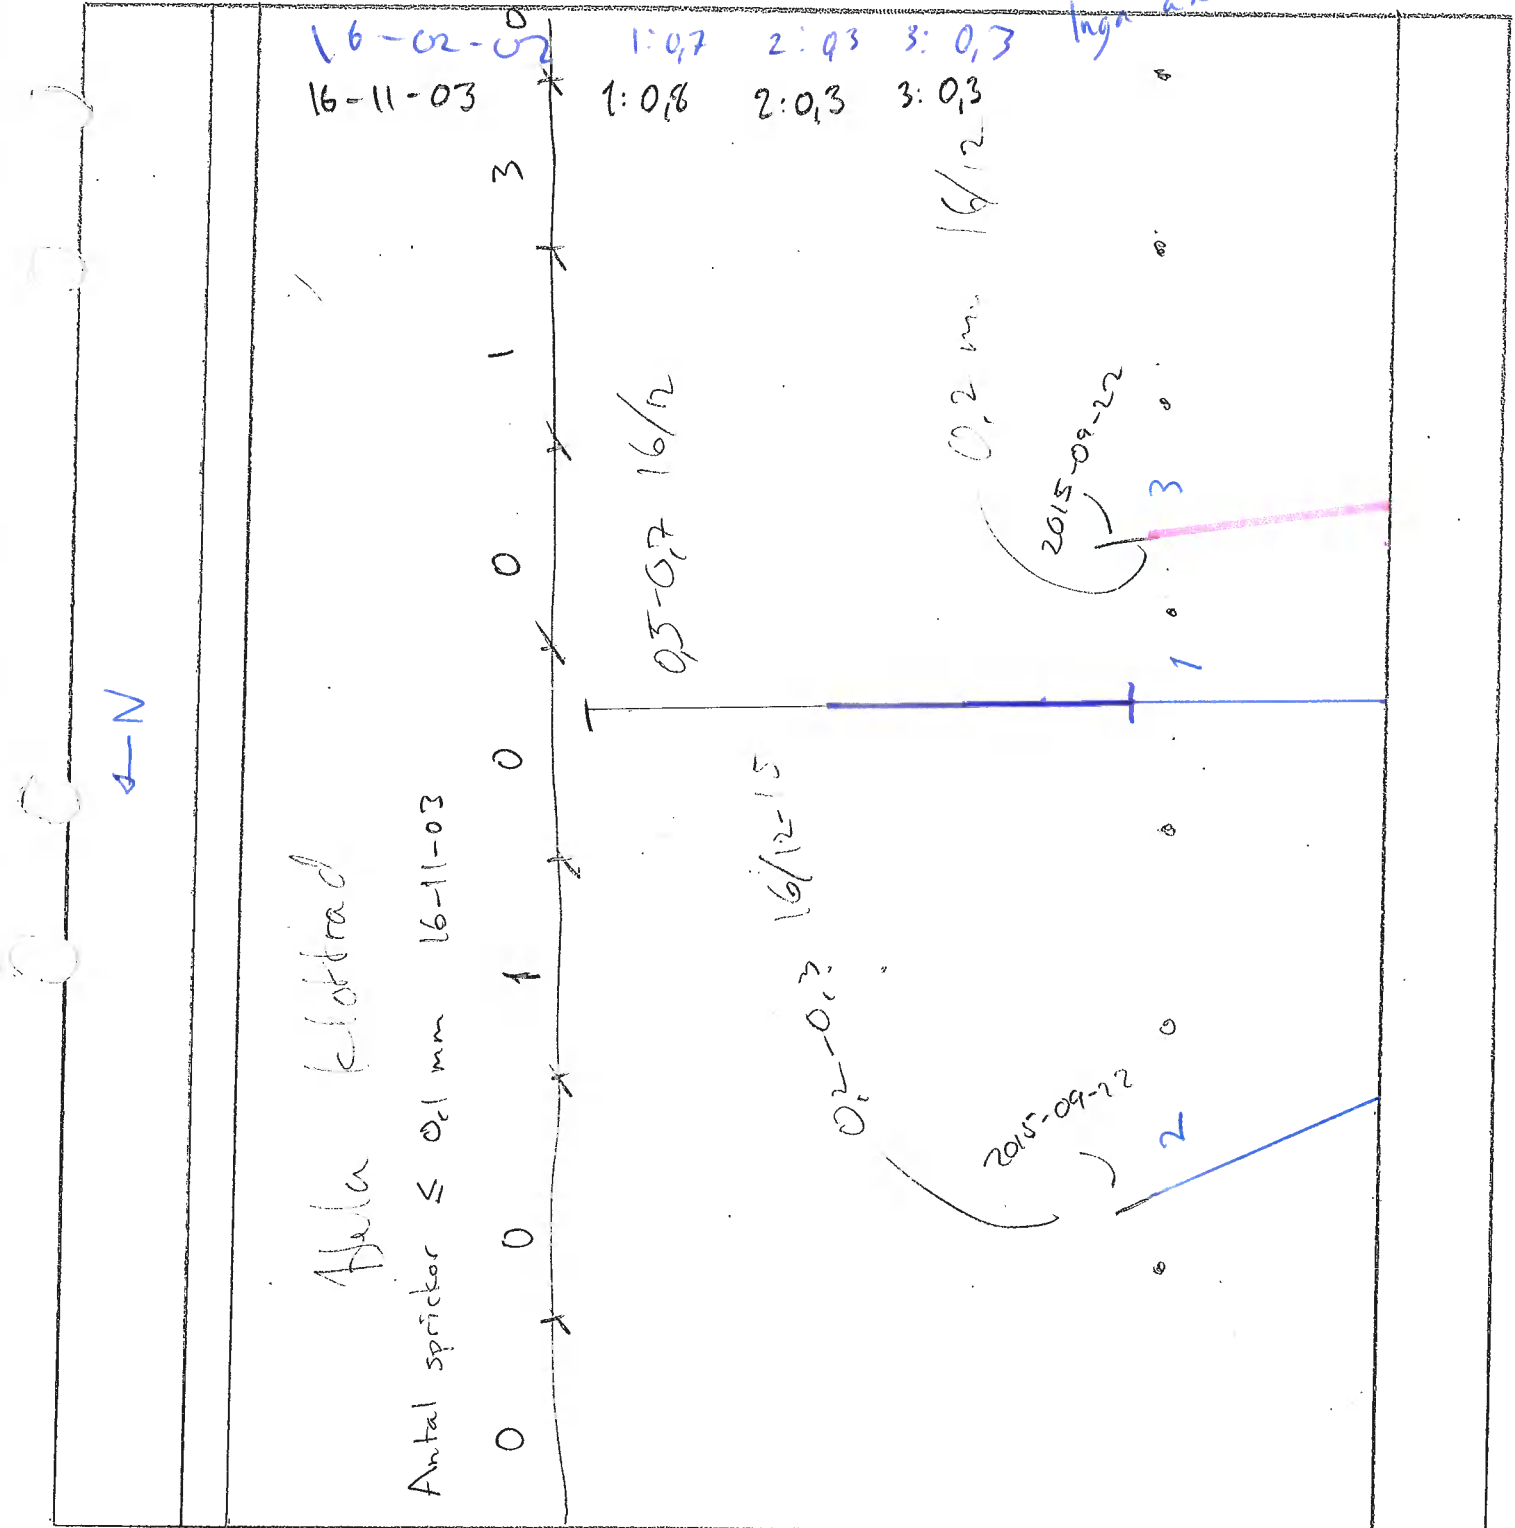 16-02-02 1:0,7 2:0,3 3: 0,3 Inga
16-11-03 1:0,8 2:0,3 3: 0,3
←N
Hela klottrad
Antal sprickor ≤ 0,1 mm 16-11-03
0 0 1 0 0 1 3 0
0,5-0,7 16/12
0,2 m 16/12
2015-09-22
3
1
0,2-0,3 16/12-15
2015-09-22
2